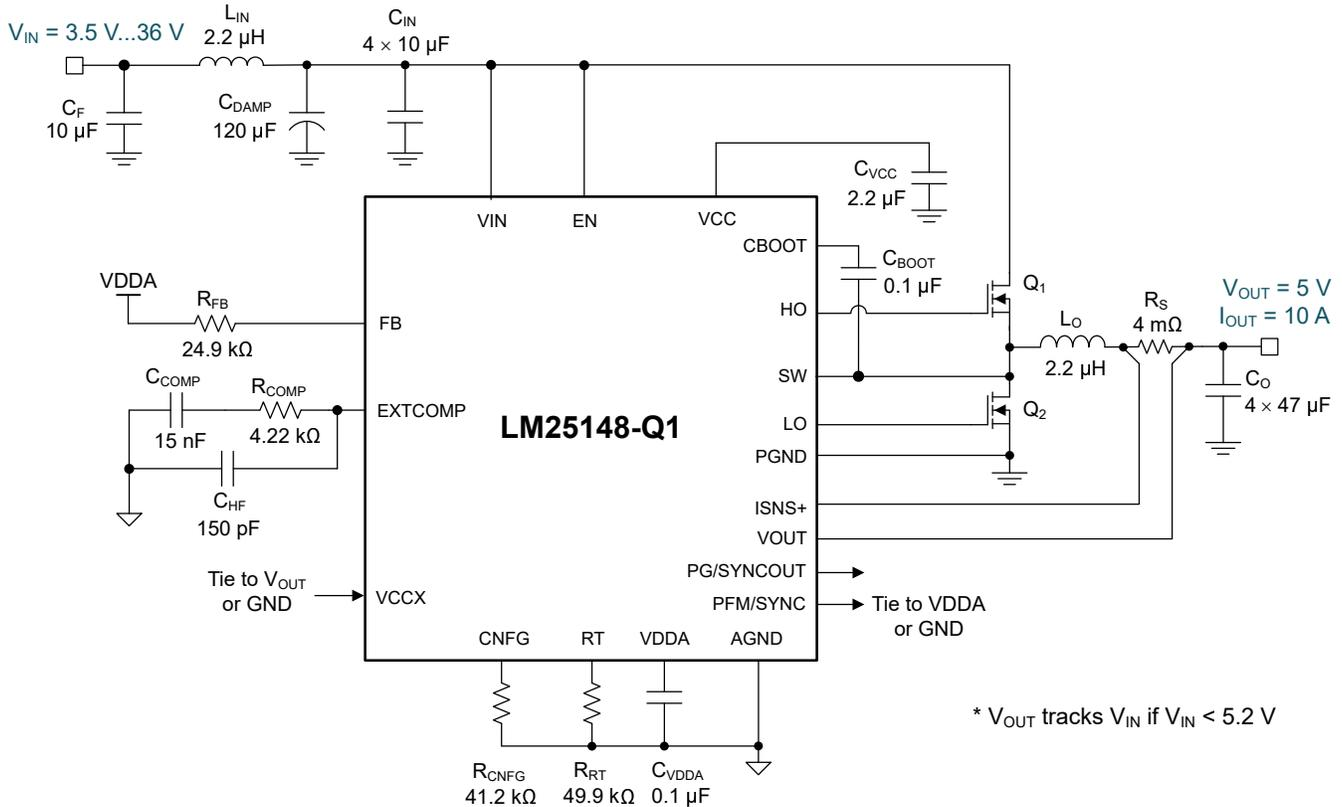 V_IN = 3.5 V...36 V
L_IN
2.2 µH
C_IN
4 × 10 µF
C_F
10 µF
C_DAMP
120 µF
C_VCC
2.2 µF
VIN
EN
VCC
CBOOT
C_BOOT
0.1 µF
VDDA
R_FB
24.9 kΩ
FB
HO
Q1
V_OUT = 5 V
I_OUT = 10 A
R_S
4 mΩ
L_O
2.2 µH
SW
C_COMP
15 nF
R_COMP
4.22 kΩ
EXTCOMP
LM25148-Q1
LO
Q2
C_O
4 × 47 µF
PGND
C_HF
150 pF
ISNS+
VOUT
PG/SYNCOUT
Tie to V_OUT
or GND
VCCX
PFM/SYNC
Tie to VDDA
or GND
CNFG
RT
VDDA
AGND
* V_OUT tracks V_IN if V_IN < 5.2 V
R_CNFG
41.2 kΩ
R_RT
49.9 kΩ
C_VDDA
0.1 µF